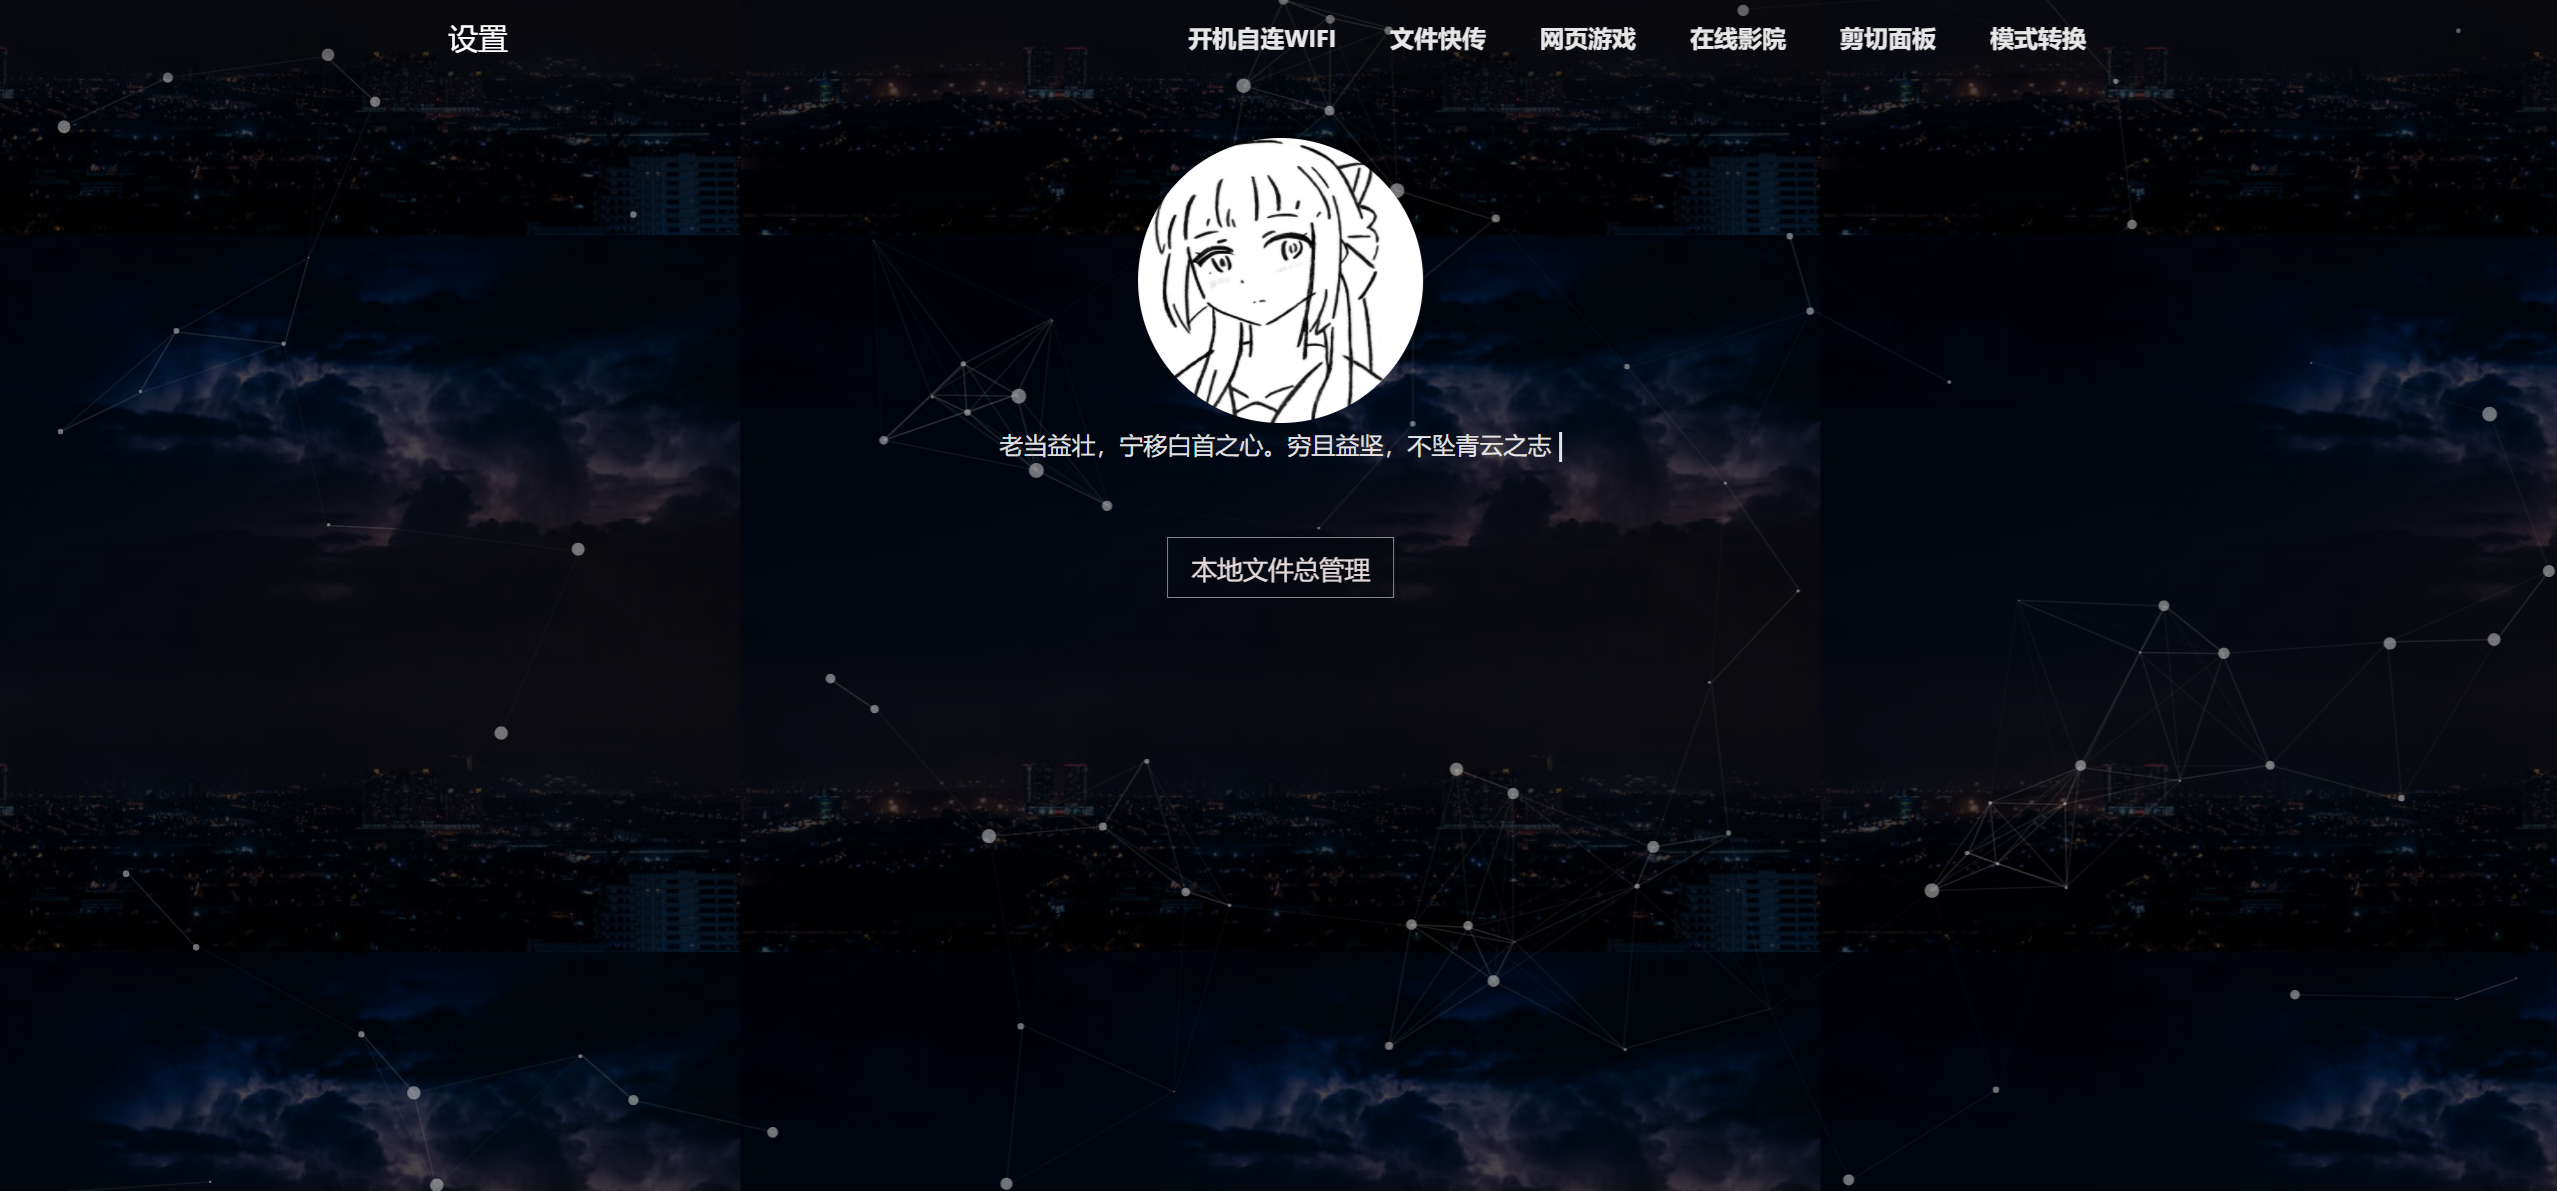 设置
开机自连WIFI 文件快传 网页游戏 在线影院 剪切面板 模式转换
老当益壮，宁移白首之心。穷且益坚，不坠青云之志
本地文件总管理